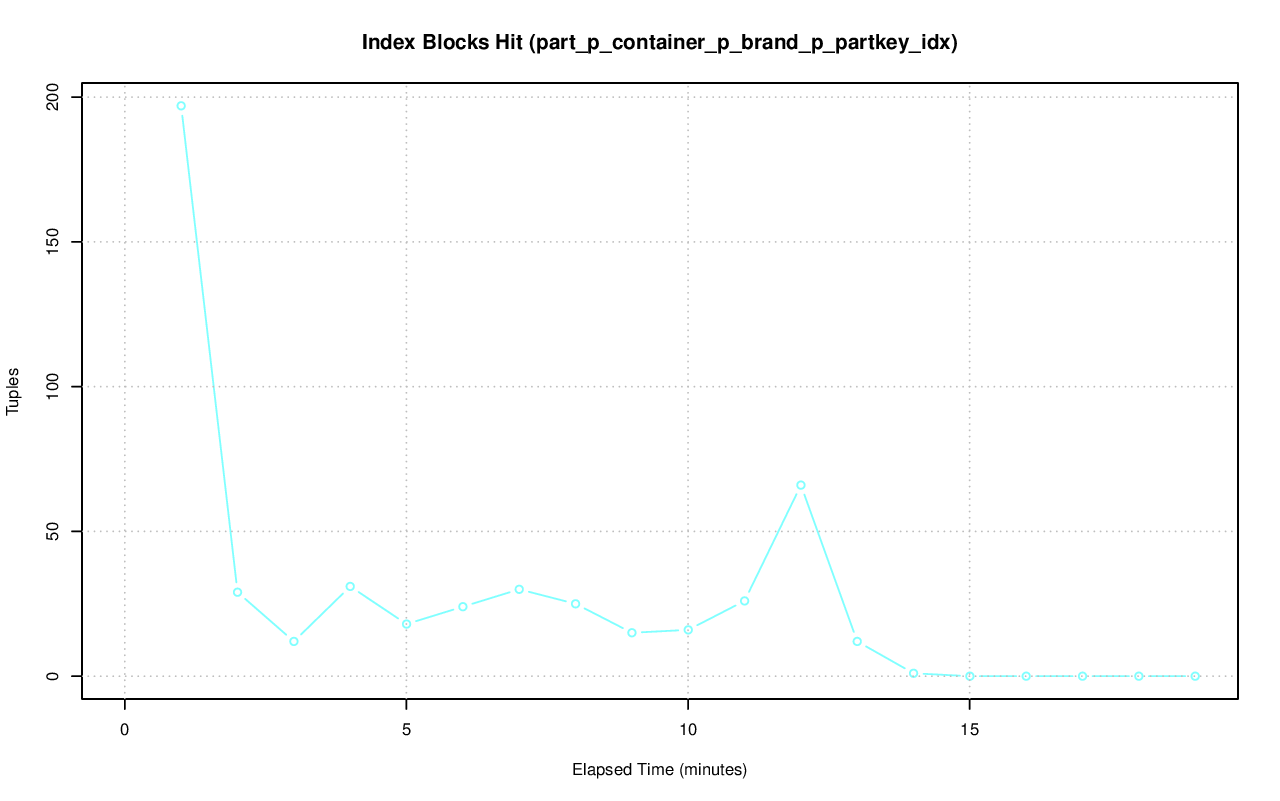 Index Blocks Hit (part_p_container_p_brand_p_partkey_idx)
200
150
100
50
0
Tuples
0 5 10 15
Elapsed Time (minutes)